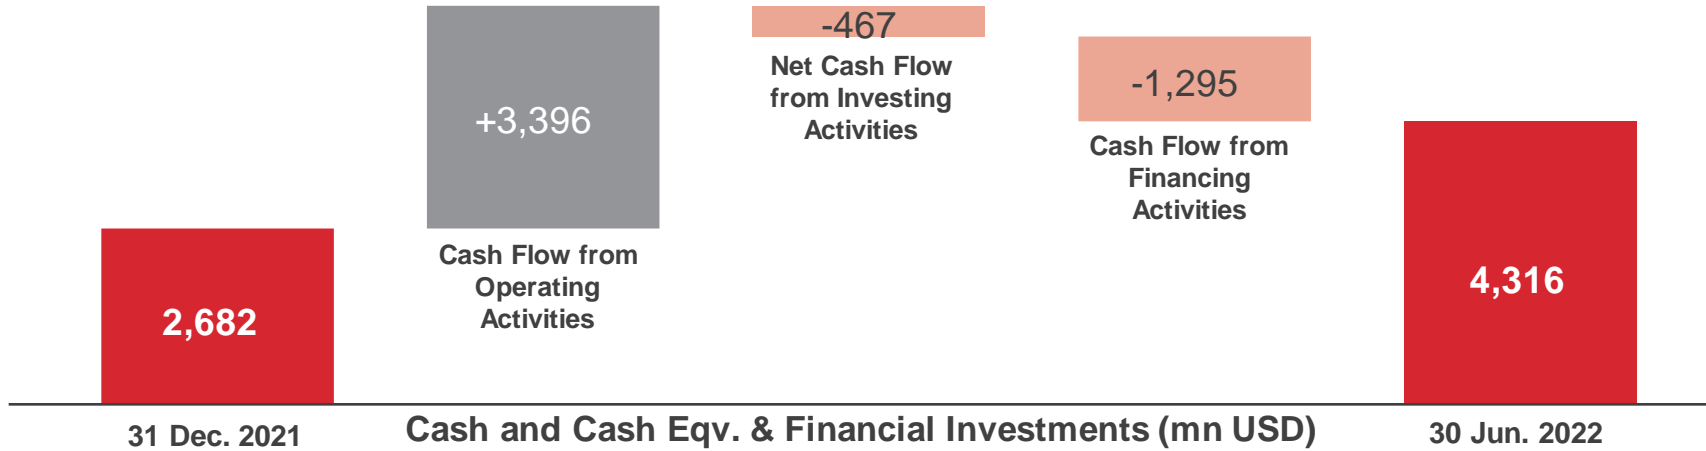 2,682
31 Dec. 2021
+3,396
Cash Flow from
Operating
Activities
-467
Net Cash Flow
from Investing
Activities
-1,295
Cash Flow from
Financing
Activities
4,316
30 Jun. 2022
Cash and Cash Eqv. & Financial Investments (mn USD)